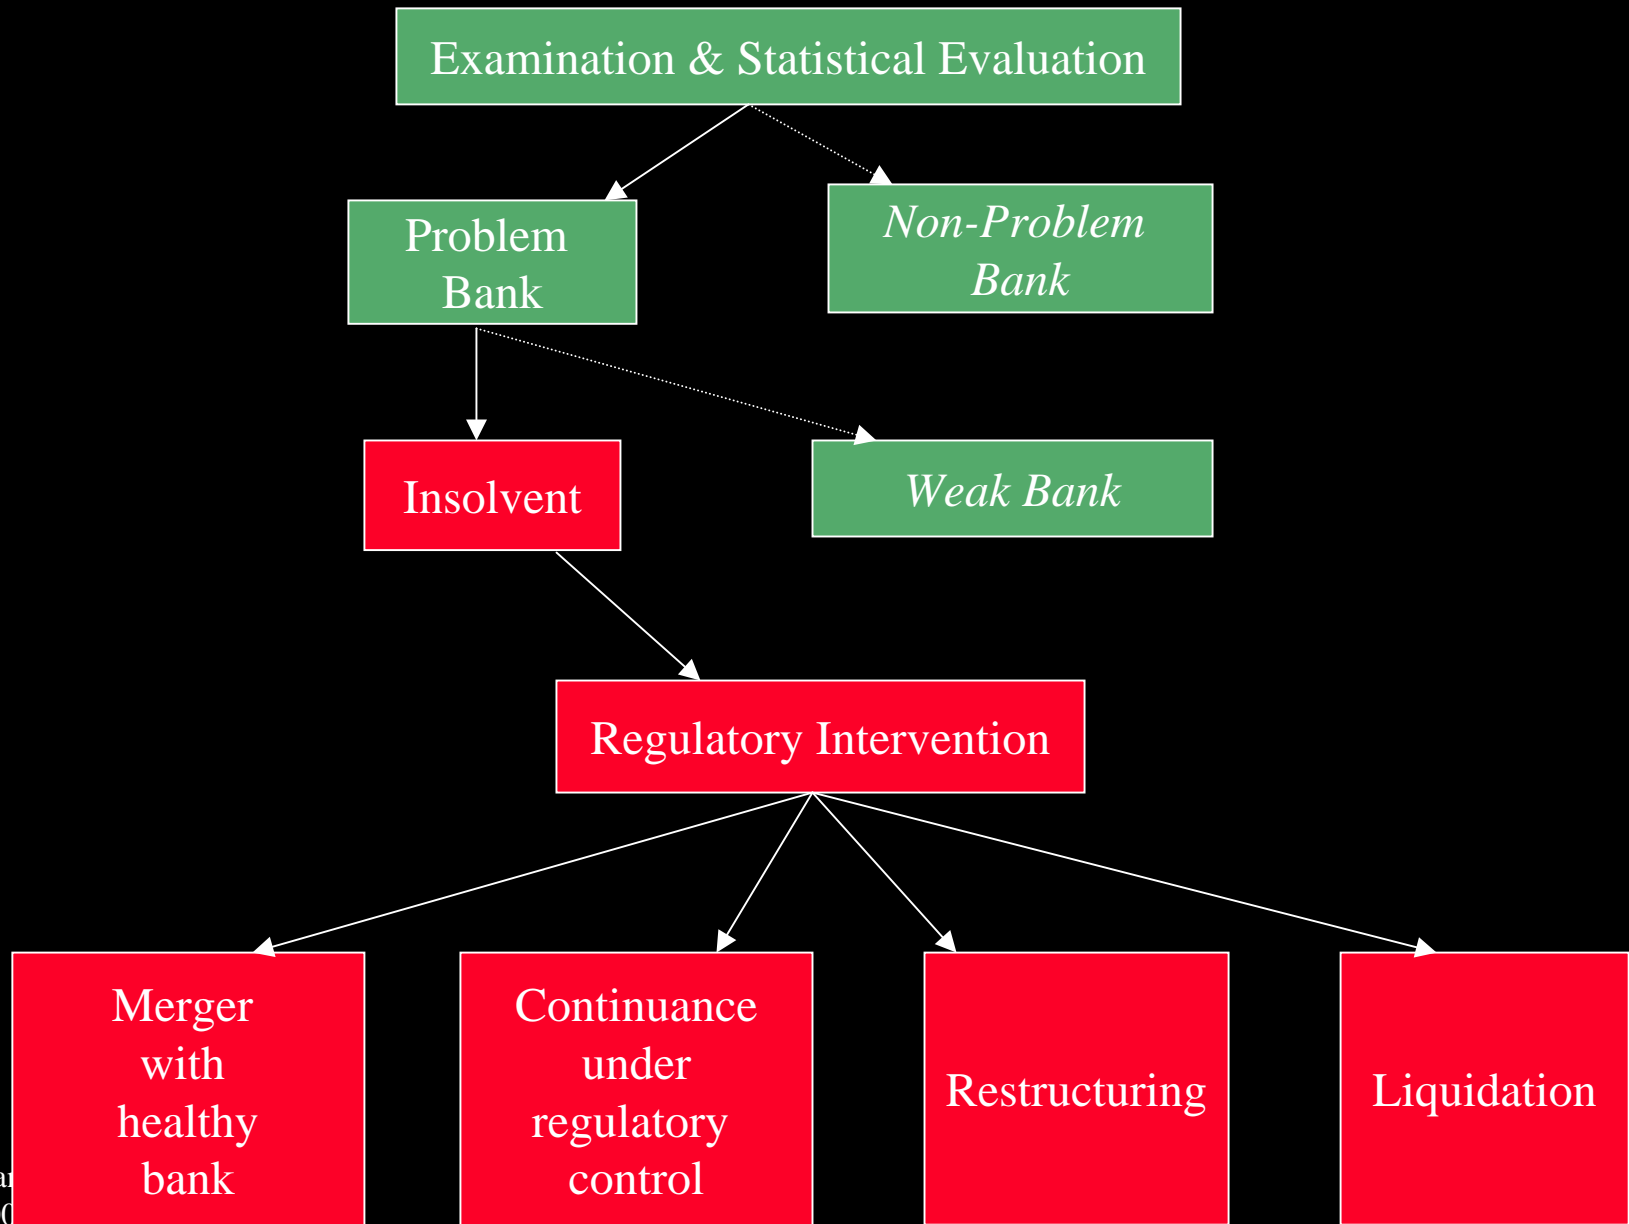 Examination & Statistical Evaluation
Problem
Bank
Non-Problem
Bank
Insolvent
Weak Bank
Regulatory Intervention
Merger
with
healthy
bank
Continuance
under
regulatory
control
Restructuring
Liquidation